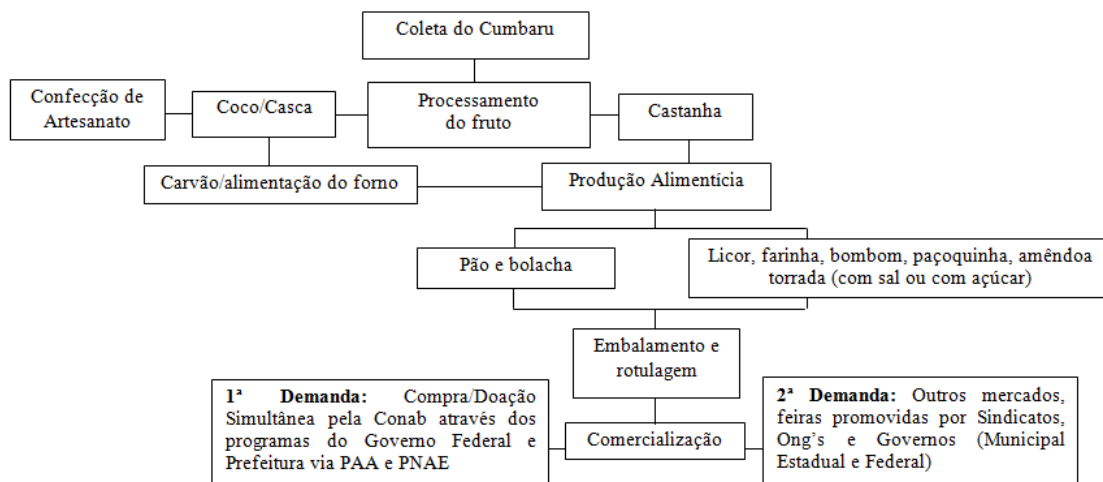 Coleta do Cumbaru
Confecção de
Artesanato
Coco/Casca
Processamento
do fruto
Castanha
Carvão/alimentação do forno
Produção Alimentícia
Pão e bolacha
Licor, farinha, bombom, paçoquinha, amêndoa
torrada (com sal ou com açúcar)
Embalamento e
rotulagem
1ª Demanda: Compra/Doação
Simultânea pela Conab através dos
programas do Governo Federal e
Prefeitura via PAA e PNAE
Comercialização
2ª Demanda: Outros mercados,
feiras promovidas por Sindicatos,
Ong's e Governos (Municipal
Estadual e Federal)